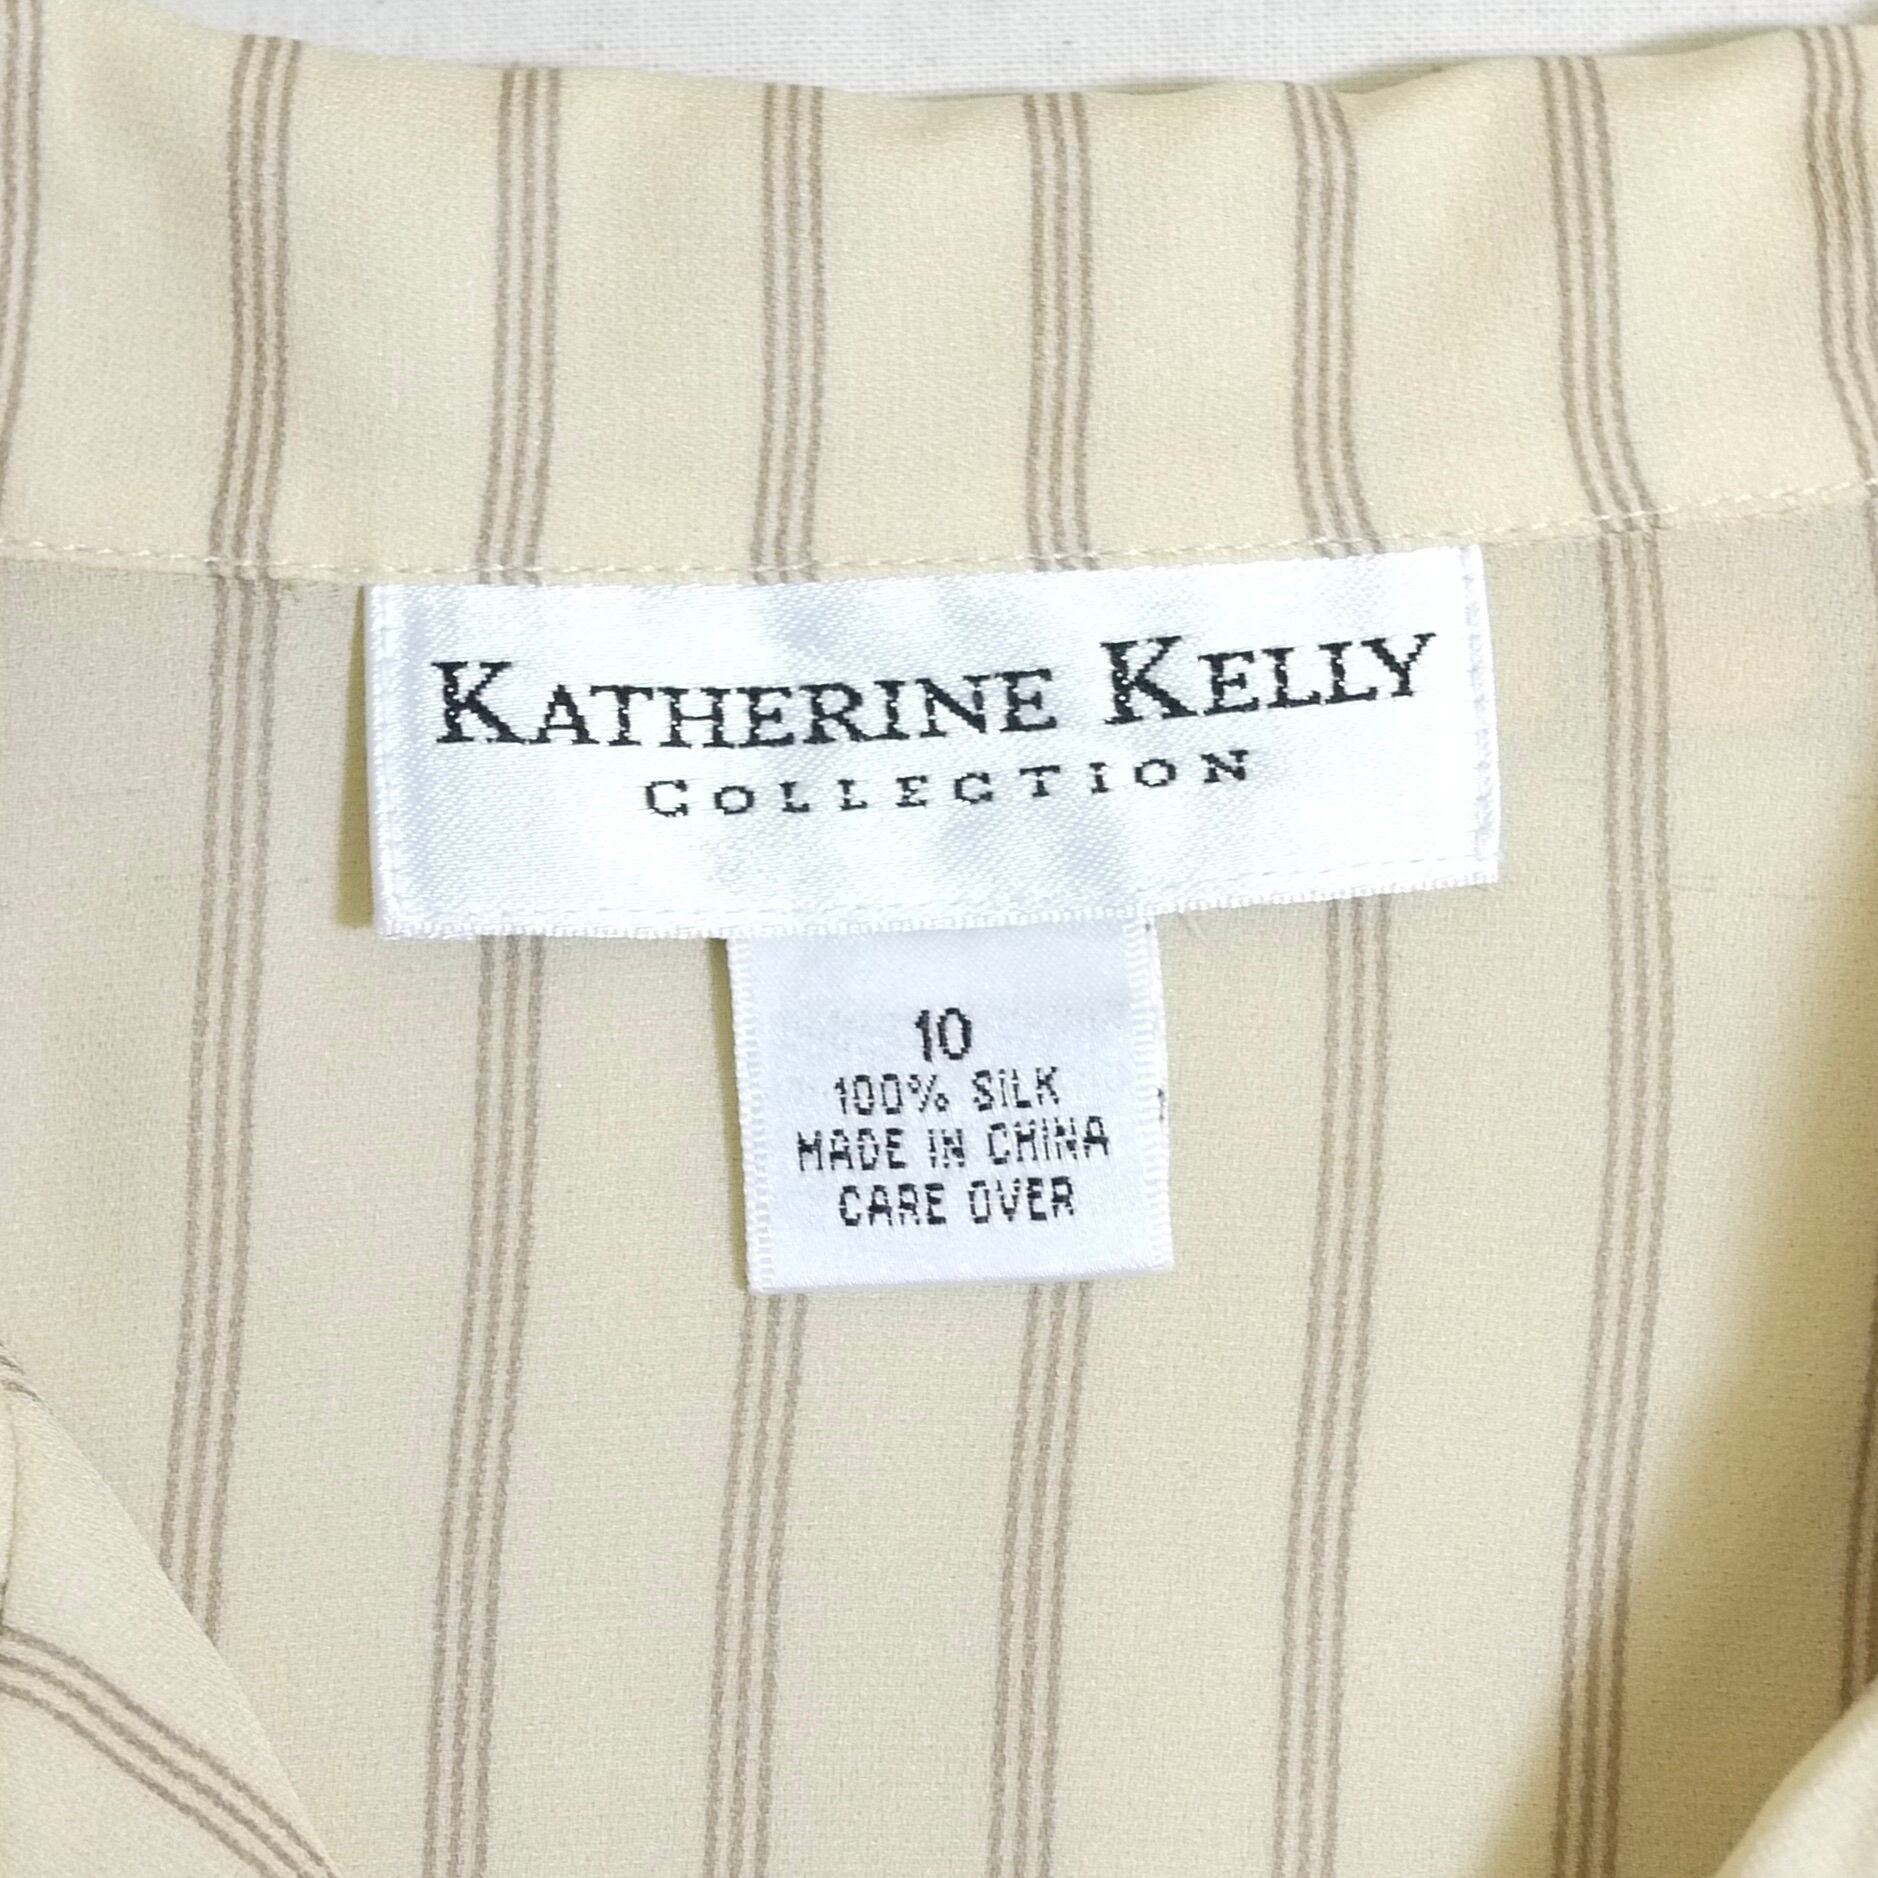 KATHERINE KELLY
COLLECTION
10
100% SILK
MADE IN CHINA
CARE OVER